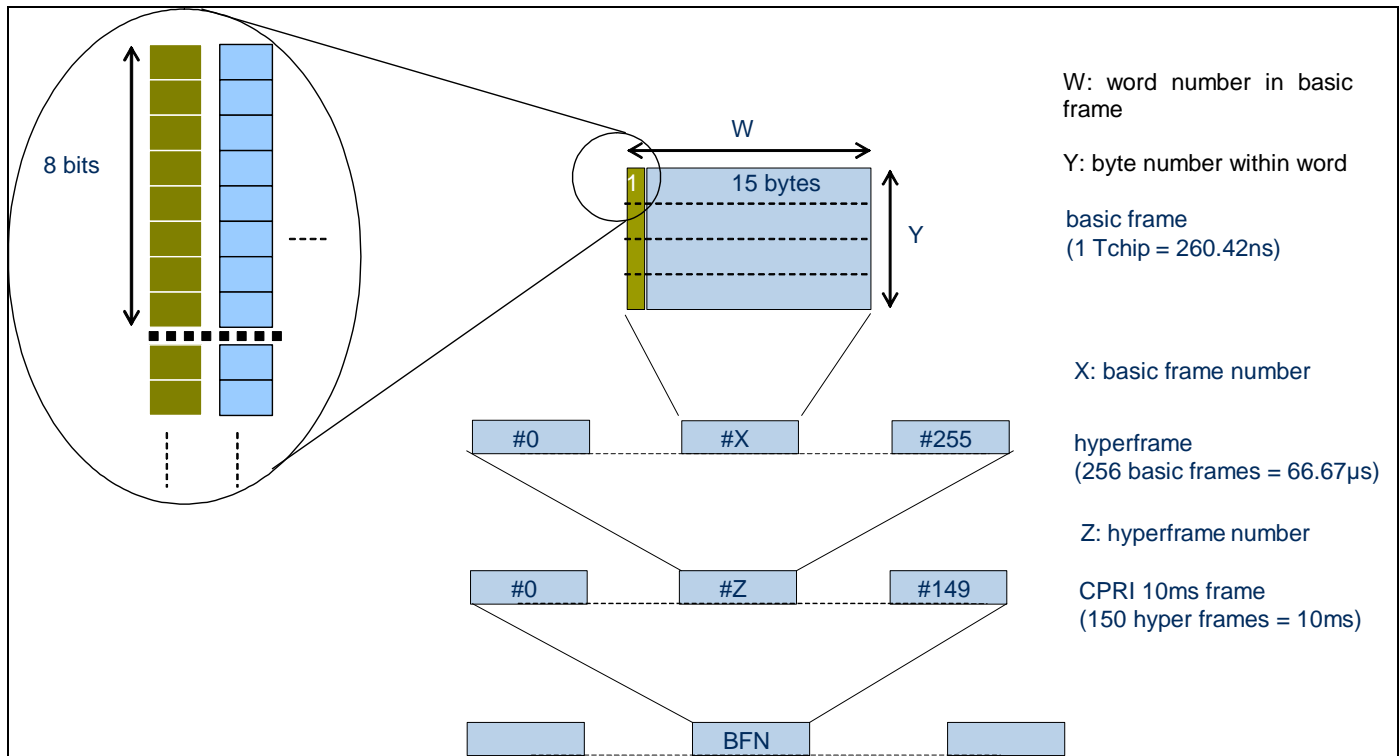 8 bits
W
1
15 bytes
Y
#0
#X
#255
#0
#Z
#149
BFN
W: word number in basic
frame
Y: byte number within word
basic frame
(1 Tchip = 260.42ns)
X: basic frame number
hyperframe
(256 basic frames = 66.67µs)
Z: hyperframe number
CPRI 10ms frame
(150 hyper frames = 10ms)